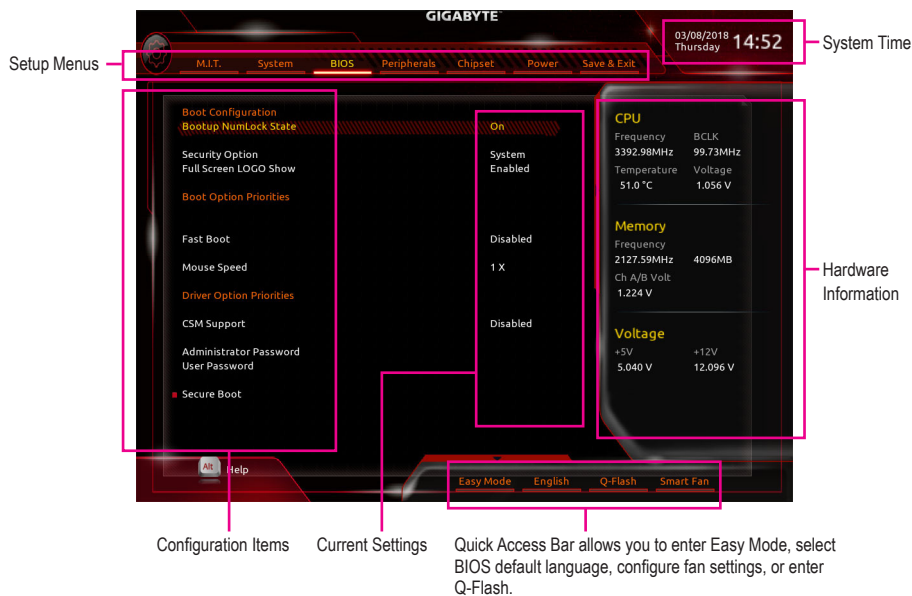 GIGABYTE
03/08/2018
Thursday 14:52
System Time
Setup Menus
M.I.T. System BIOS Peripherals Chipset Power Save & Exit
Boot Configuration
Bootup NumLock State On
Security Option System
Full Screen LOGO Show Enabled
Boot Option Priorities
Fast Boot Disabled
Mouse Speed 1 X
Driver Option Priorities
CSM Support Disabled
Administrator Password
User Password
Secure Boot
CPU
Frequency BCLK
3392.98MHz 99.73MHz
Temperature Voltage
51.0 °C 1.056 V
Memory
Frequency
2127.59MHz 4096MB
Ch A/B Volt
1.224 V
Voltage
+5V +12V
5.040 V 12.096 V
Hardware
Information
Alt Help
Easy Mode English Q-Flash Smart Fan
Configuration Items
Current Settings
Quick Access Bar allows you to enter Easy Mode, select
BIOS default language, configure fan settings, or enter
Q-Flash.